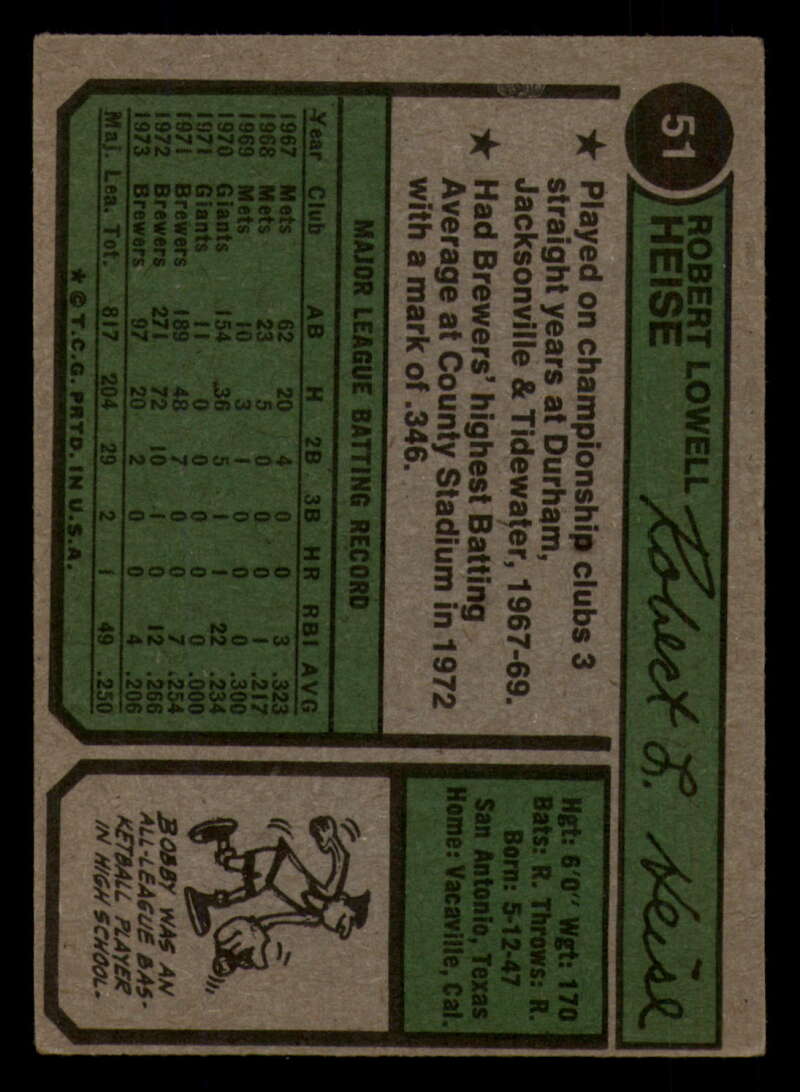 51
ROBERT LOWELL
HEISE
Robert L. Heise
★ Played on championship clubs 3
straight years at Durham,
Jacksonville & Tidewater, 1967-69.
★ Had Brewers' highest Batting
Average at County Stadium in 1972
with a mark of .346.
MAJOR LEAGUE BATTING RECORD
Year Club AB H 2B 3B HR RBI AVG
1967 Mets 62 20 4 0 0 3 .323
1968 Mets 23 5 0 0 0 1 .217
1969 Mets 10 3 1 0 0 0 .300
1970 Giants 154 36 5 1 1 22 .234
1971 Giants 11 0 0 0 0 0 .000
1971 Brewers 189 48 7 0 0 7 .254
1972 Brewers 271 72 10 1 0 12 .266
1973 Brewers 97 20 2 0 0 4 .206
Maj. Lea. Tot. 817 204 29 2 1 49 .250
★ © T.C.G. PRTD. IN U.S.A.
Hgt: 6'0" Wgt: 170
Bats: R. Throws: R.
Born: 5-12-47
San Antonio, Texas
Home: Vacaville, Cal.
BOBBY WAS AN
ALL-LEAGUE BAS-
KETBALL PLAYER
IN HIGH SCHOOL.